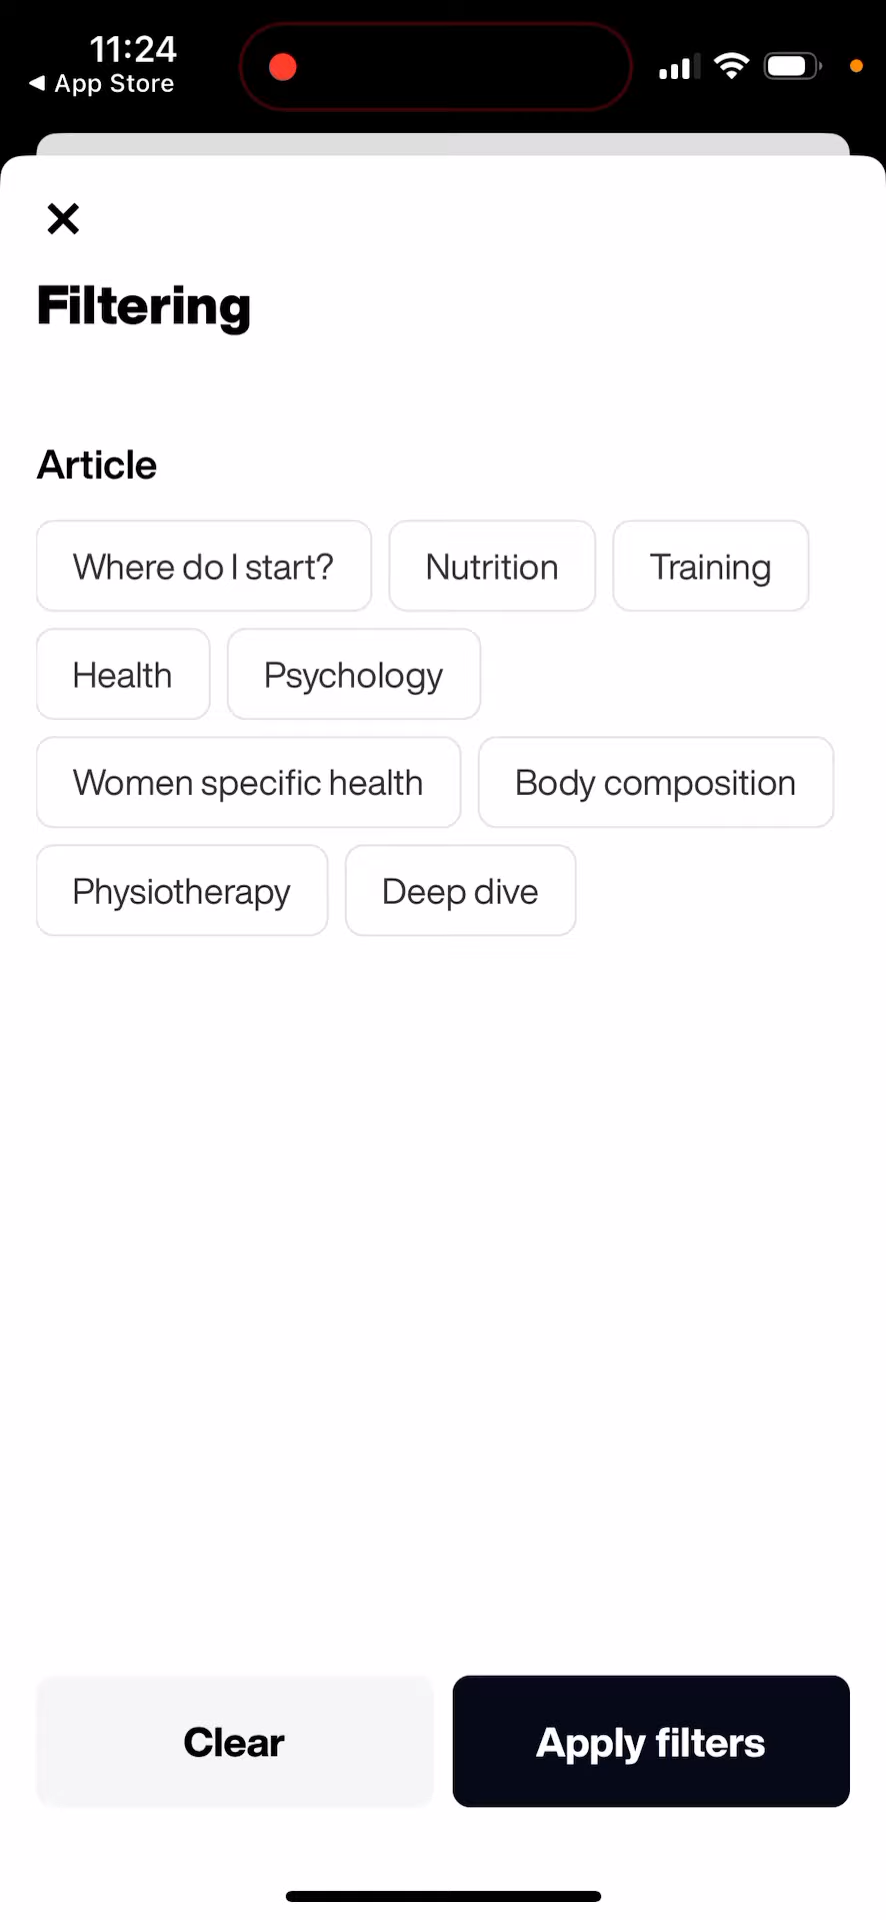 11:24
◀ App Store
Filtering
Article
Where do I start? Nutrition Training
Health Psychology
Women specific health Body composition
Physiotherapy Deep dive
Clear Apply filters